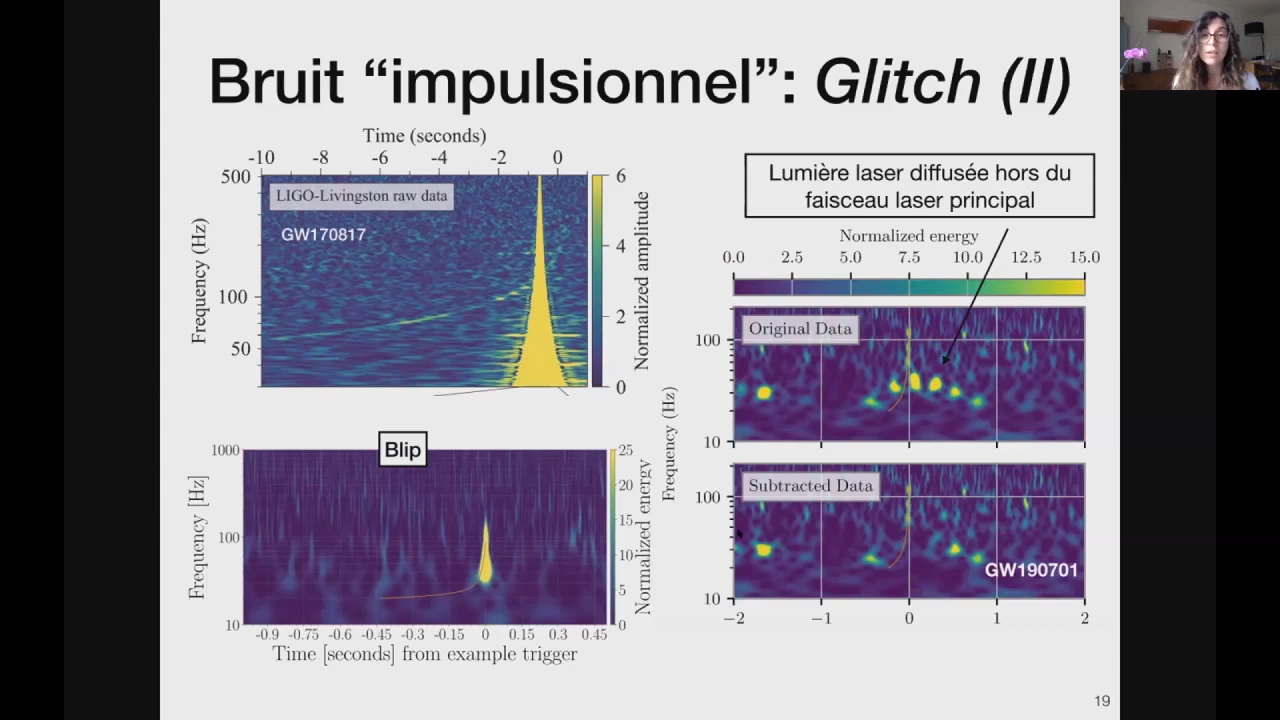 Bruit “impulsionnel”: Glitch (II)
Time (seconds)
-10 -8 -6 -4 -2 0
500
100
50
Frequency (Hz)
LIGO-Livingston raw data
GW170817
6
4
2
0
Normalized amplitude
Blip
1000
100
10
Frequency [Hz]
25
20
15
10
5
0
Normalized energy
-0.9 -0.75 -0.6 -0.45 -0.3 -0.15 0 0.15 0.3 0.45
Time [seconds] from example trigger
Lumière laser diffusée hors du
faisceau laser principal
Normalized energy
0.0 2.5 5.0 7.5 10.0 12.5 15.0
Frequency (Hz)
Original Data
100
10
Subtracted Data
100
10
GW190701
−2 −1 0 1 2
19